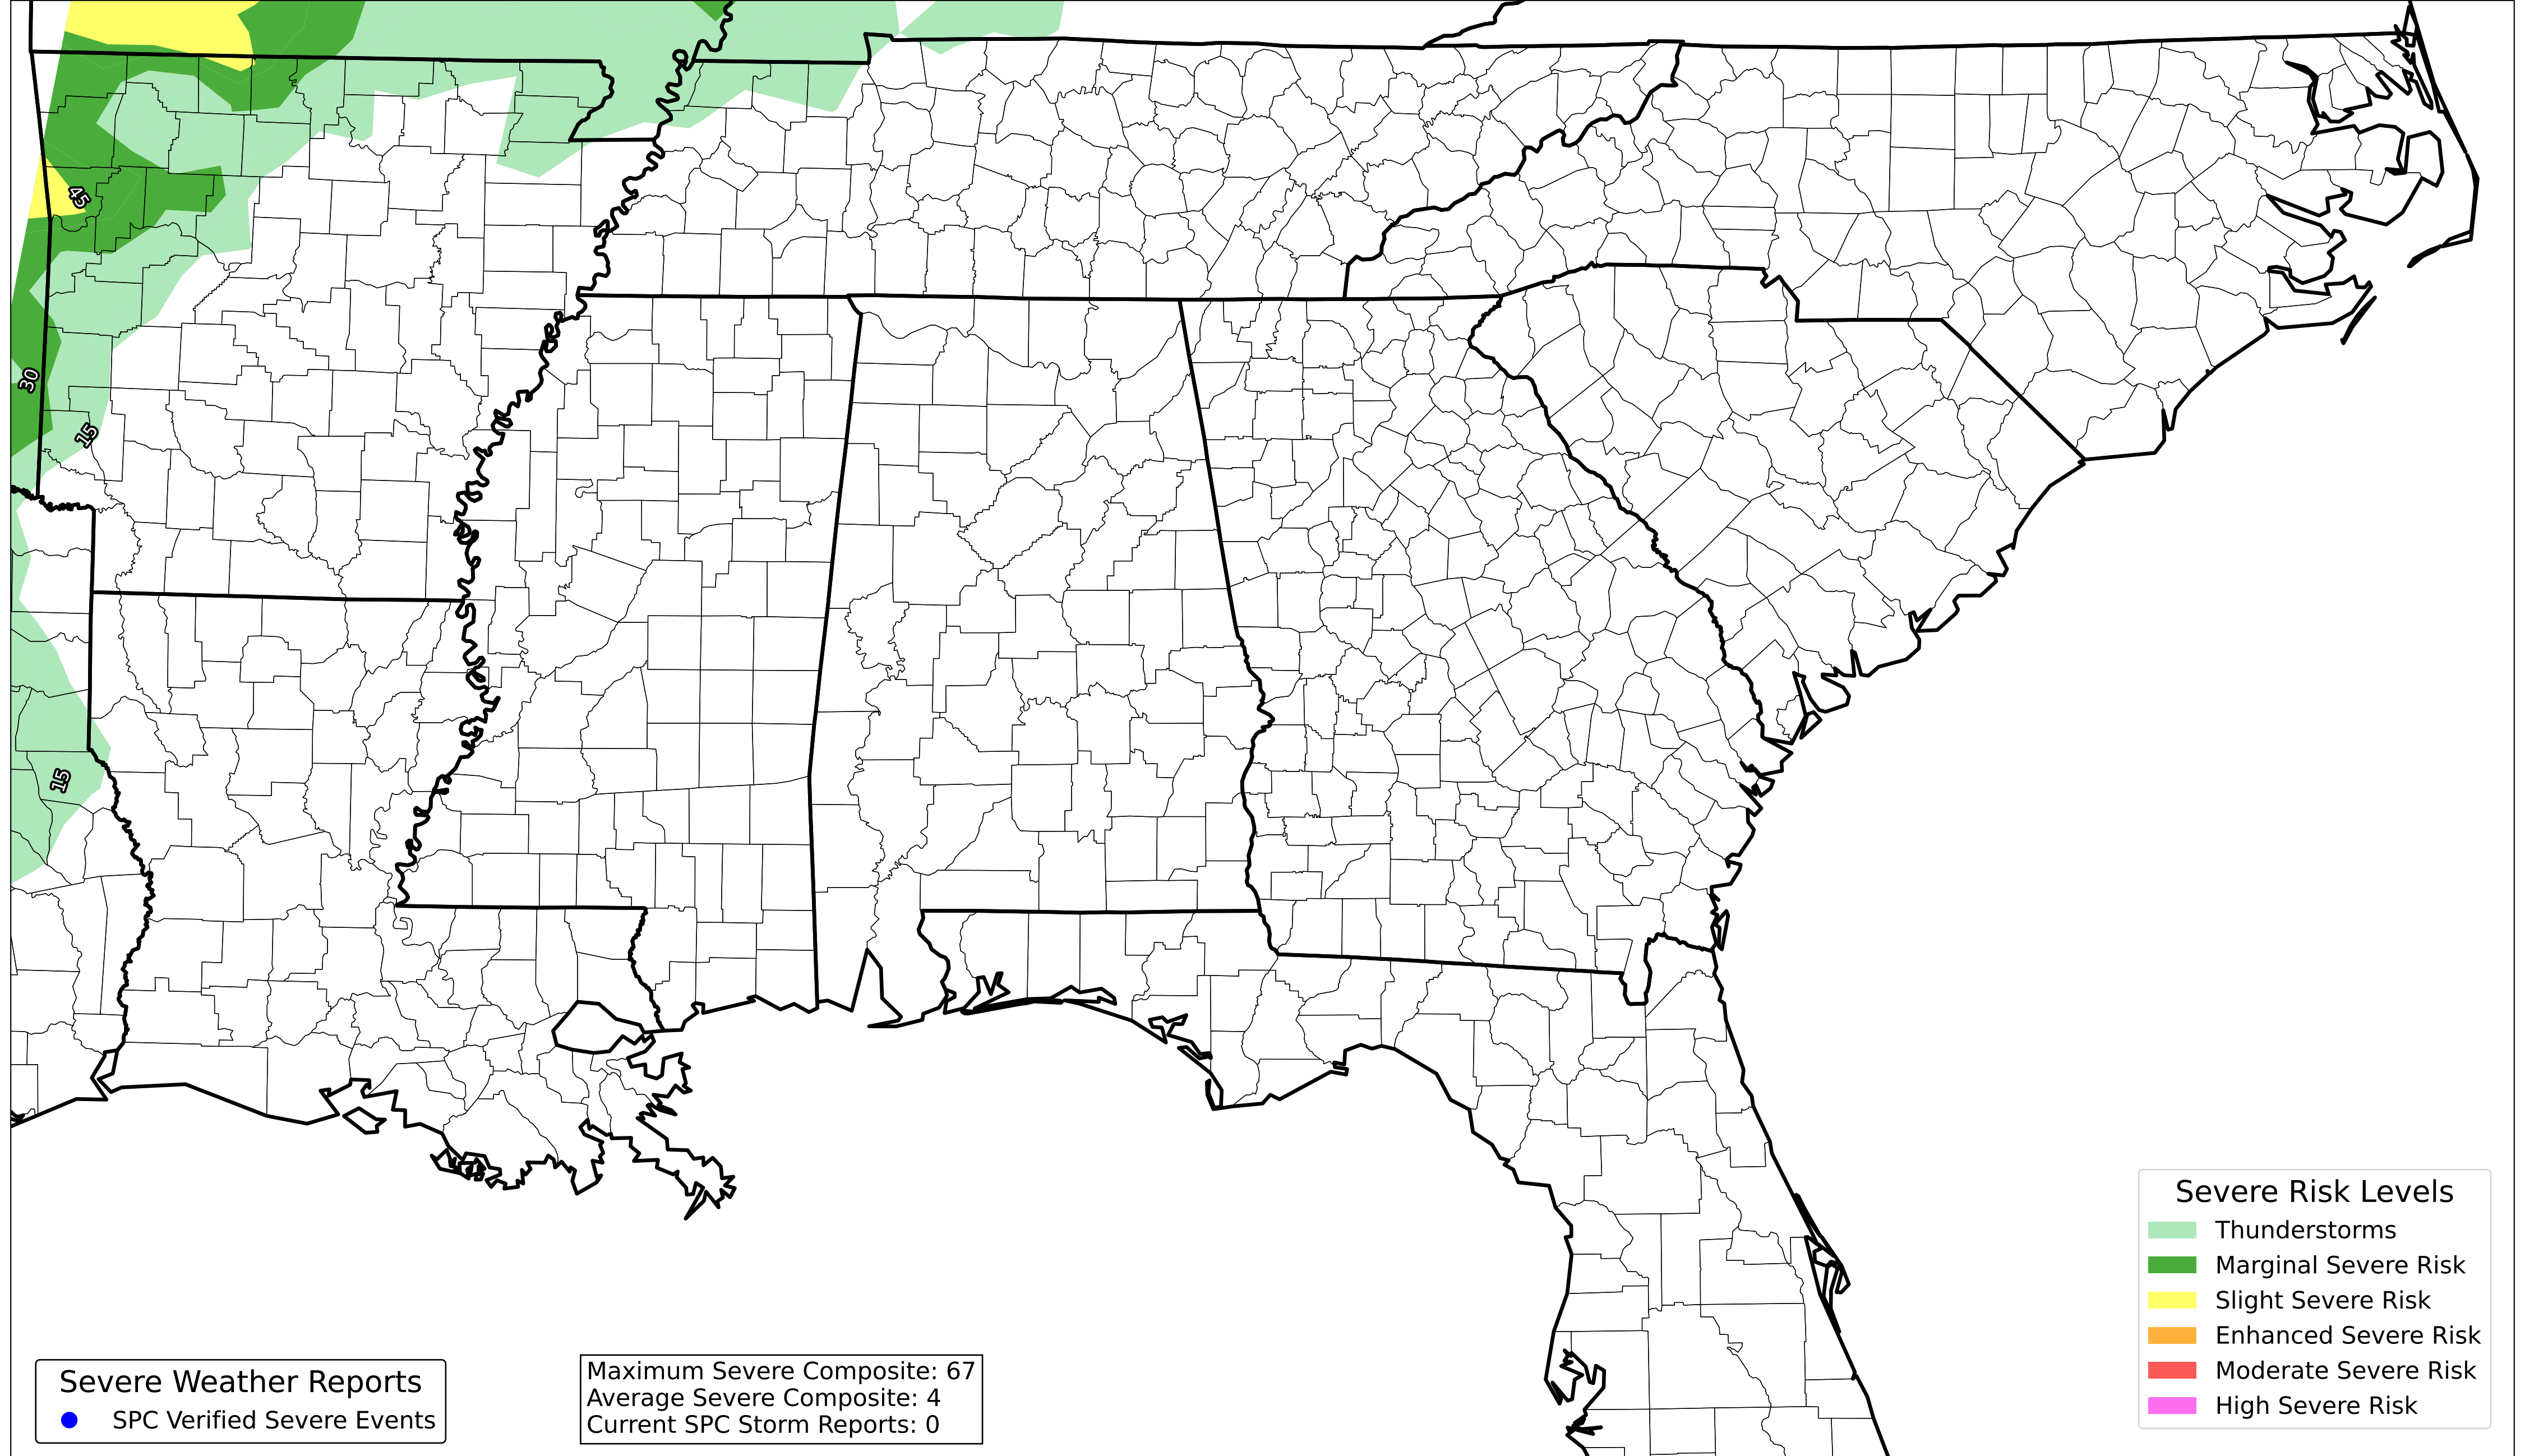 45
30
15
15
Severe Risk Levels
Thunderstorms
Marginal Severe Risk
Slight Severe Risk
Enhanced Severe Risk
Moderate Severe Risk
High Severe Risk
Severe Weather Reports
SPC Verified Severe Events
Maximum Severe Composite: 67
Average Severe Composite: 4
Current SPC Storm Reports: 0